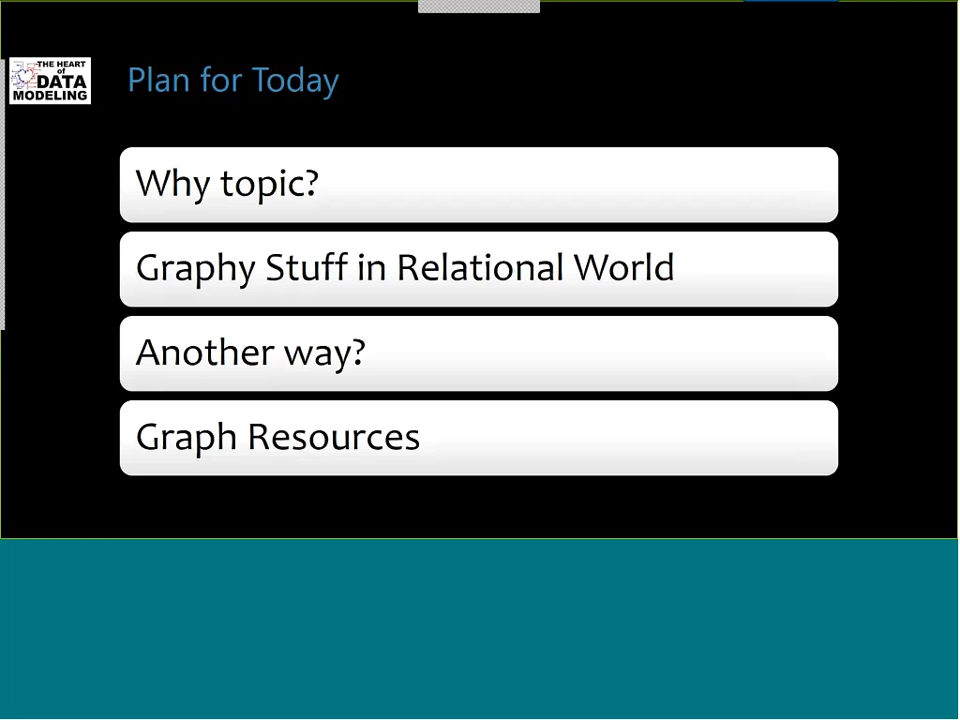 THE HEART
of
DATA
MODELING
Plan for Today
Why topic?
Graphy Stuff in Relational World
Another way?
Graph Resources